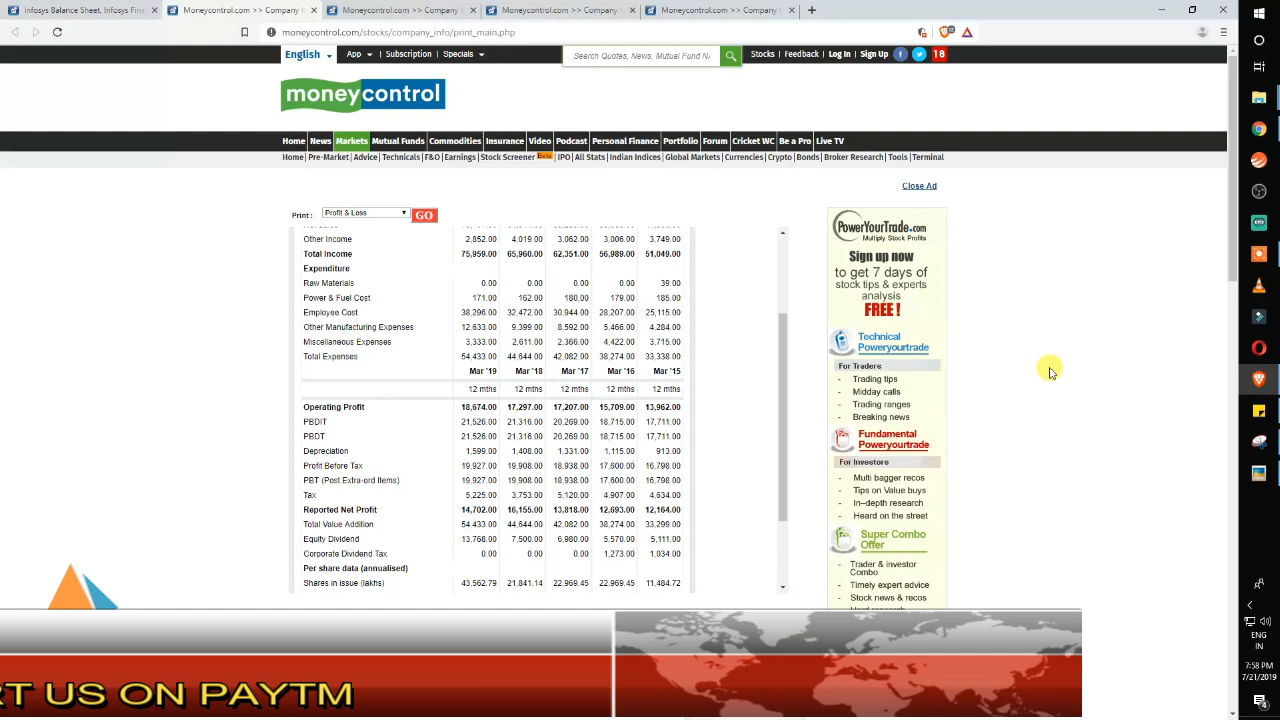 Infosys Balance Sheet, Infosys Finan
Moneycontrol.com >> Company Info
Moneycontrol.com >> Company Info
Moneycontrol.com >> Company Info
Moneycontrol.com >> Company Info
moneycontrol.com/stocks/company_info/print_main.php
English App Subscription Specials Search Quotes, News, Mutual Fund N Stocks Feedback Log In Sign Up 18
moneycontrol
Home News Markets Mutual Funds Commodities Insurance Video Podcast Personal Finance Portfolio Forum Cricket WC Be a Pro Live TV
Home Pre-Market Advice Technicals F&O Earnings Stock Screener Beta IPO All Stats Indian Indices Global Markets Currencies Crypto Bonds Broker Research Tools Terminal
Close Ad
Print : Profit & Loss GO
Other Income 2,852.00 4,019.00 3,062.00 3,006.00 3,749.00
Total Income 75,959.00 65,960.00 62,351.00 56,989.00 51,049.00
Expenditure
Raw Materials 0.00 0.00 0.00 0.00 39.00
Power & Fuel Cost 171.00 162.00 180.00 179.00 185.00
Employee Cost 38,296.00 32,472.00 30,944.00 28,207.00 25,115.00
Other Manufacturing Expenses 12,633.00 9,399.00 8,592.00 5,466.00 4,284.00
Miscellaneous Expenses 3,333.00 2,611.00 2,366.00 4,422.00 3,715.00
Total Expenses 54,433.00 44,644.00 42,082.00 38,274.00 33,338.00
Mar '19 Mar '18 Mar '17 Mar '16 Mar '15
12 mths 12 mths 12 mths 12 mths 12 mths
Operating Profit 18,674.00 17,297.00 17,207.00 15,709.00 13,962.00
PBDIT 21,526.00 21,316.00 20,269.00 18,715.00 17,711.00
PBDT 21,526.00 21,316.00 20,269.00 18,715.00 17,711.00
Depreciation 1,599.00 1,408.00 1,331.00 1,115.00 913.00
Profit Before Tax 19,927.00 19,908.00 18,938.00 17,600.00 16,798.00
PBT (Post Extra-ord Items) 19,927.00 19,908.00 18,938.00 17,600.00 16,798.00
Tax 5,225.00 3,753.00 5,120.00 4,907.00 4,634.00
Reported Net Profit 14,702.00 16,155.00 13,818.00 12,693.00 12,164.00
Total Value Addition 54,433.00 44,644.00 42,082.00 38,274.00 33,299.00
Equity Dividend 13,768.00 7,500.00 6,980.00 5,570.00 5,111.00
Corporate Dividend Tax 0.00 0.00 0.00 1,273.00 1,034.00
Per share data (annualised)
Shares in issue (lakhs) 43,562.79 21,841.14 22,969.45 22,969.45 11,484.72
PowerYourTrade.com
Multiply Stock Profits
Sign up now
to get 7 days of
stock tips & experts
analysis
FREE !
Technical
Poweryourtrade
For Traders
- Trading tips
- Midday calls
- Trading ranges
- Breaking news
Fundamental
Poweryourtrade
For Investors
- Multi bagger recos
- Tips on Value buys
- In–depth research
- Heard on the street
Super Combo
Offer
- Trader & investor
Combo
- Timely expert advice
- Stock news & recos
RT US ON PAYTM
ENG
IN
7:58 PM
7/21/2019
4